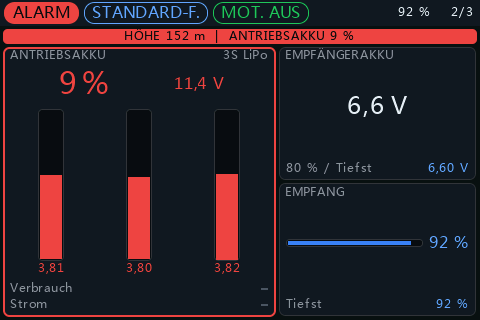 ALARM STANDARD-F. MOT. AUS 92 % 2/3
HÖHE 152 m | ANTRIEBSAKKU 9 %
ANTRIEBSAKKU 3S LiPo
9 % 11,4 V
3,81 3,80 3,82
Verbrauch –
Strom –
EMPFÄNGERAKKU
6,6 V
80 % / Tiefst 6,60 V
EMPFANG
92 %
Tiefst 92 %